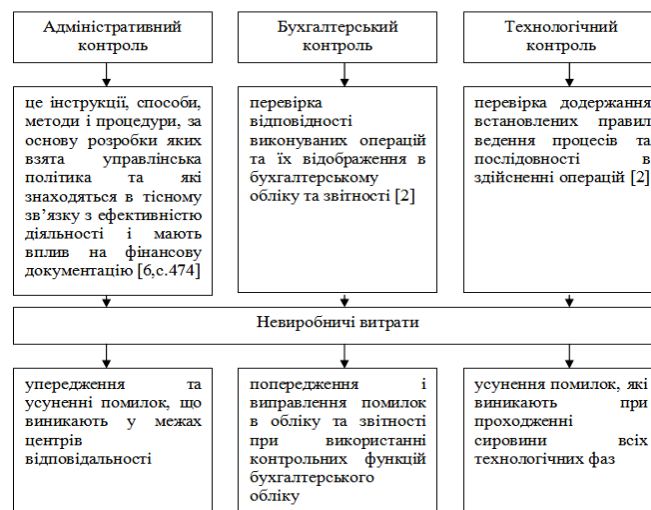 Адміністративний
контроль
Бухгалтерський
контроль
Технологічний
контроль
це інструкції, способи,
методи і процедури, за
основу розробки яких
взята управлінська
політика та які
знаходяться в тісному
зв’язку з ефективністю
діяльності і мають
вплив на фінансову
документацію [6,с.474]
перевірка
відповідності
виконуваних операцій
та їх відображення в
бухгалтерському
обліку та звітності [2]
перевірка додержання
встановлених правил
ведення процесів та
послідовності в
здійсненні операцій [2]
Невиробничі витрати
упередження та
усуненні помилок, що
виникають у межах
центрів
відповідальності
попередження і
виправлення помилок
в обліку та звітності
при використанні
контрольних функцій
бухгалтерського
обліку
усунення помилок, які
виникають при
проходженні
сировини всіх
технологічних фаз